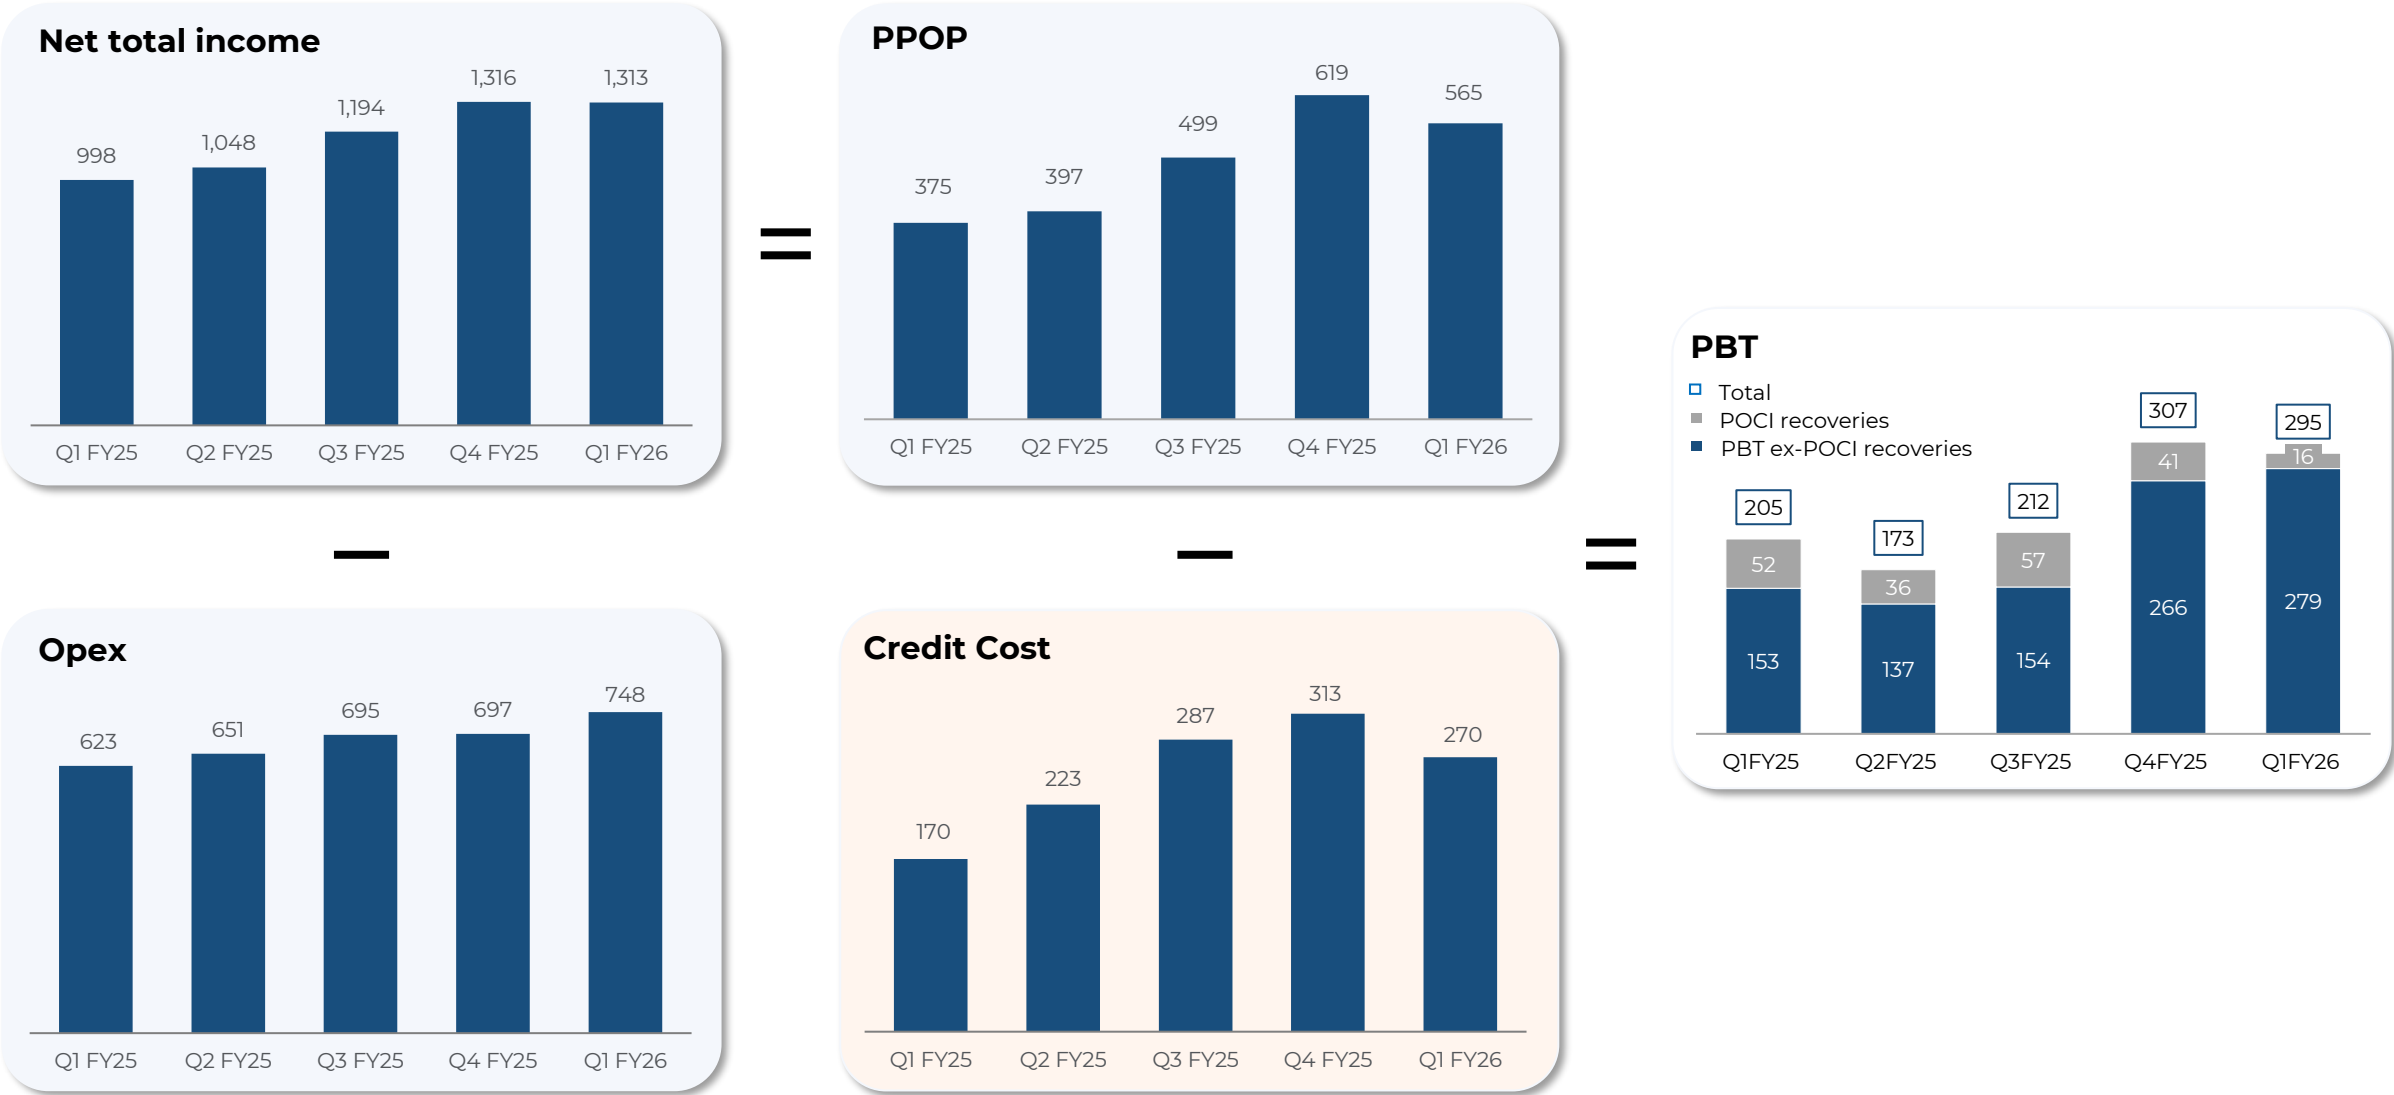 Net total income
998
1,048
1,194
1,316
1,313
Q1 FY25
Q2 FY25
Q3 FY25
Q4 FY25
Q1 FY26
=
PPOP
375
397
499
619
565
Q1 FY25
Q2 FY25
Q3 FY25
Q4 FY25
Q1 FY26
–
–
=
Opex
623
651
695
697
748
Q1 FY25
Q2 FY25
Q3 FY25
Q4 FY25
Q1 FY26
Credit Cost
170
223
287
313
270
Q1 FY25
Q2 FY25
Q3 FY25
Q4 FY25
Q1 FY26
PBT
Total
POCI recoveries
PBT ex-POCI recoveries
205
173
212
307
295
52
36
57
41
16
153
137
154
266
279
Q1FY25
Q2FY25
Q3FY25
Q4FY25
Q1FY26